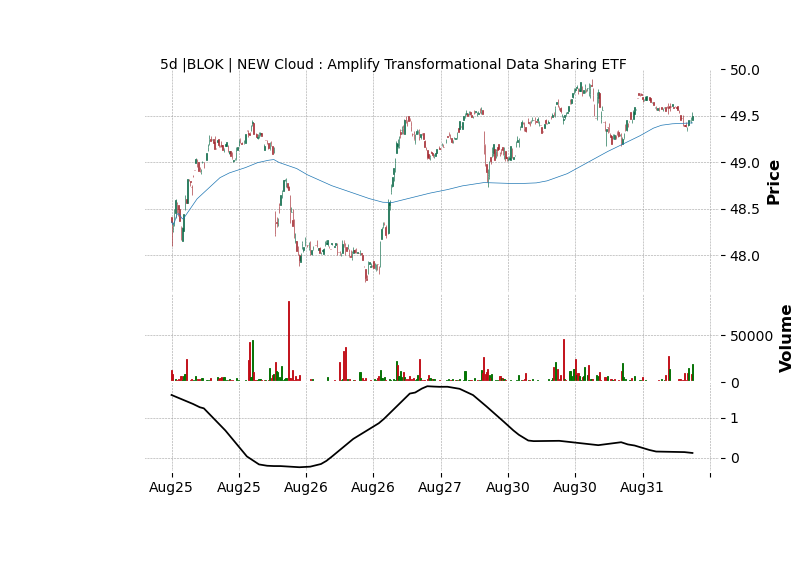 5d |BLOK | NEW Cloud : Amplify Transformational Data Sharing ETF
50.0
49.5
49.0
48.5
48.0
Price
50000
0
Volume
1
0
Aug25 Aug25 Aug26 Aug26 Aug27 Aug30 Aug30 Aug31